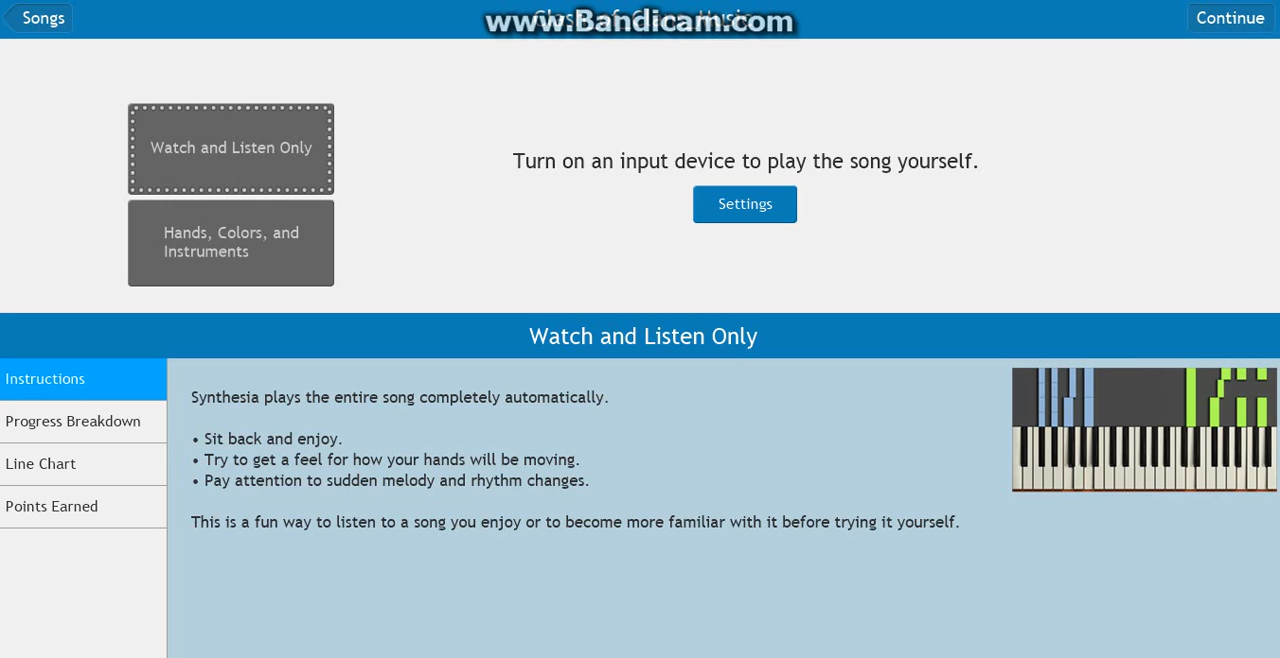 Songs
www.Bandicam.com
Continue
Watch and Listen Only
Hands, Colors, and
Instruments
Turn on an input device to play the song yourself.
Settings
Watch and Listen Only
Instructions
Progress Breakdown
Line Chart
Points Earned
Synthesia plays the entire song completely automatically.
• Sit back and enjoy.
• Try to get a feel for how your hands will be moving.
• Pay attention to sudden melody and rhythm changes.
This is a fun way to listen to a song you enjoy or to become more familiar with it before trying it yourself.